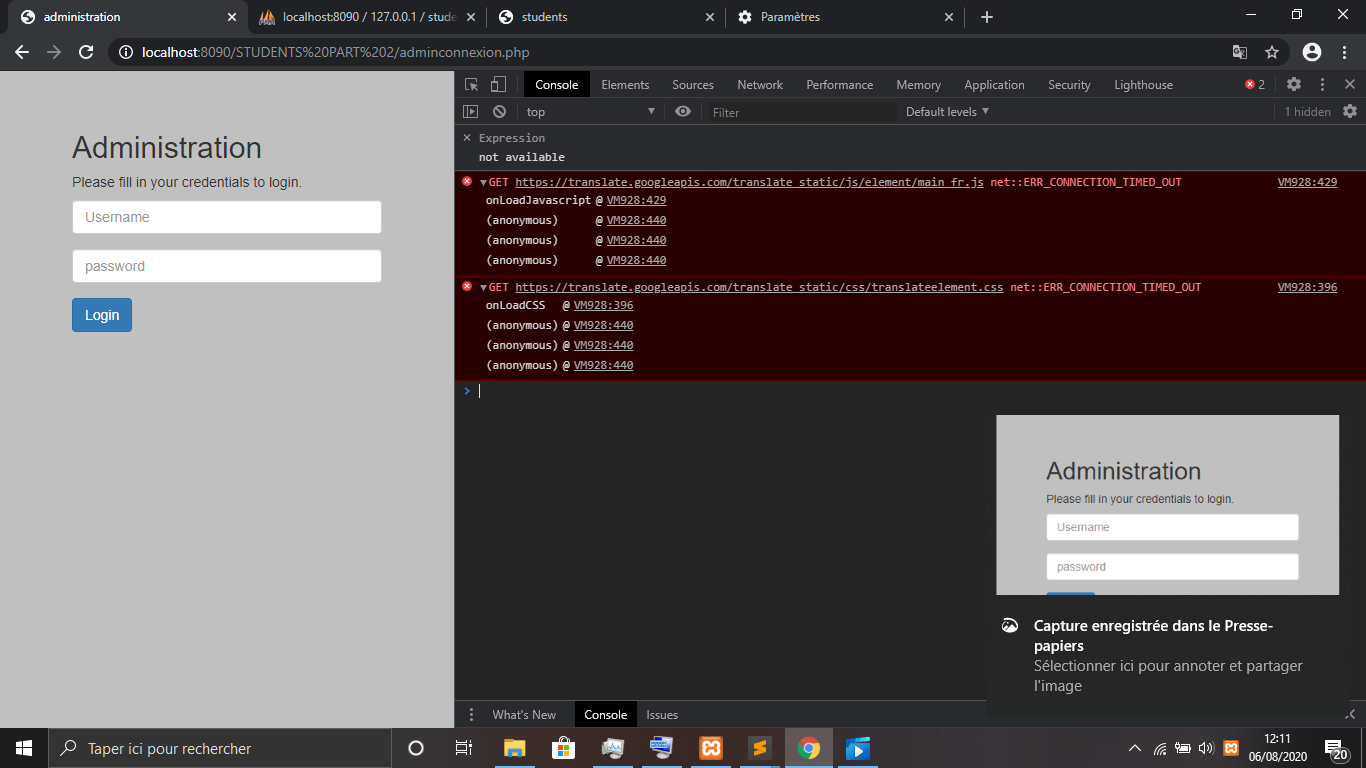 administration
localhost:8090 / 127.0.0.1 / stude
students
Paramètres
localhost:8090/STUDENTS%20PART%202/adminconnexion.php
Administration
Please fill in your credentials to login.
Username
password
Login
Console Elements Sources Network Performance Memory Application Security Lighthouse 2
top Filter Default levels 1 hidden
Expression
not available
GET https://translate.googleapis.com/translate_static/js/element/main_fr.js net::ERR_CONNECTION_TIMED_OUT VM928:429
onLoadJavascript @ VM928:429
(anonymous) @ VM928:440
(anonymous) @ VM928:440
(anonymous) @ VM928:440
GET https://translate.googleapis.com/translate_static/css/translateelement.css net::ERR_CONNECTION_TIMED_OUT VM928:396
onLoadCSS @ VM928:396
(anonymous) @ VM928:440
(anonymous) @ VM928:440
(anonymous) @ VM928:440
Administration
Please fill in your credentials to login.
Username
password
Capture enregistrée dans le Presse-
papiers
Sélectionner ici pour annoter et partager
l'image
What's New Console Issues
Taper ici pour rechercher
12:11
06/08/2020
20